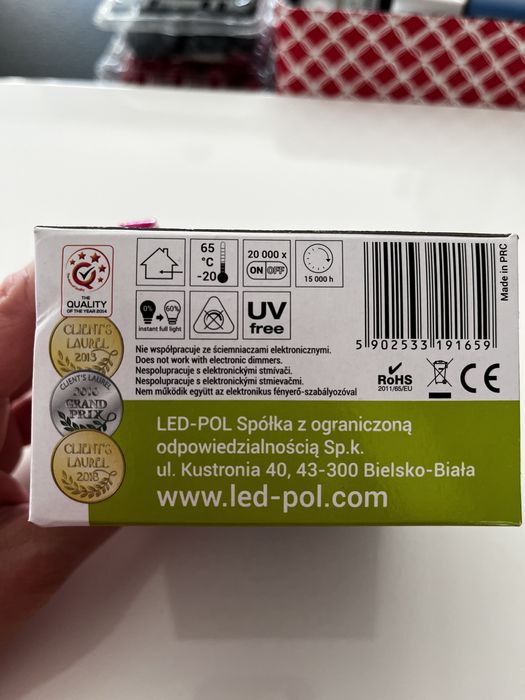 THE
QUALITY
OF THE YEAR 2014
CLIENT'S
LAUREL
2013
CLIENT'S LAUREL
GRAND
PRIX
CLIENT'S
LAUREL
2018
65
°C
-20
20 000 x
ON OFF
15 000 h
0% 60%
instant full light
UV
free
Nie współpracuje ze ściemniaczami elektronicznymi.
Does not work with electronic dimmers.
Nespolupracuje s elektrickými stmívači.
Nespolupracuje s elektrickými stmievačmi.
Nem működik együtt az elektronikus fényerő-szabályozóval
5 902533 191659
Made in PRC
RoHS
2011/65/EU
CE
LED-POL Spółka z ograniczoną
odpowiedzialnością Sp.k.
ul. Kustronia 40, 43-300 Bielsko-Biała
www.led-pol.com